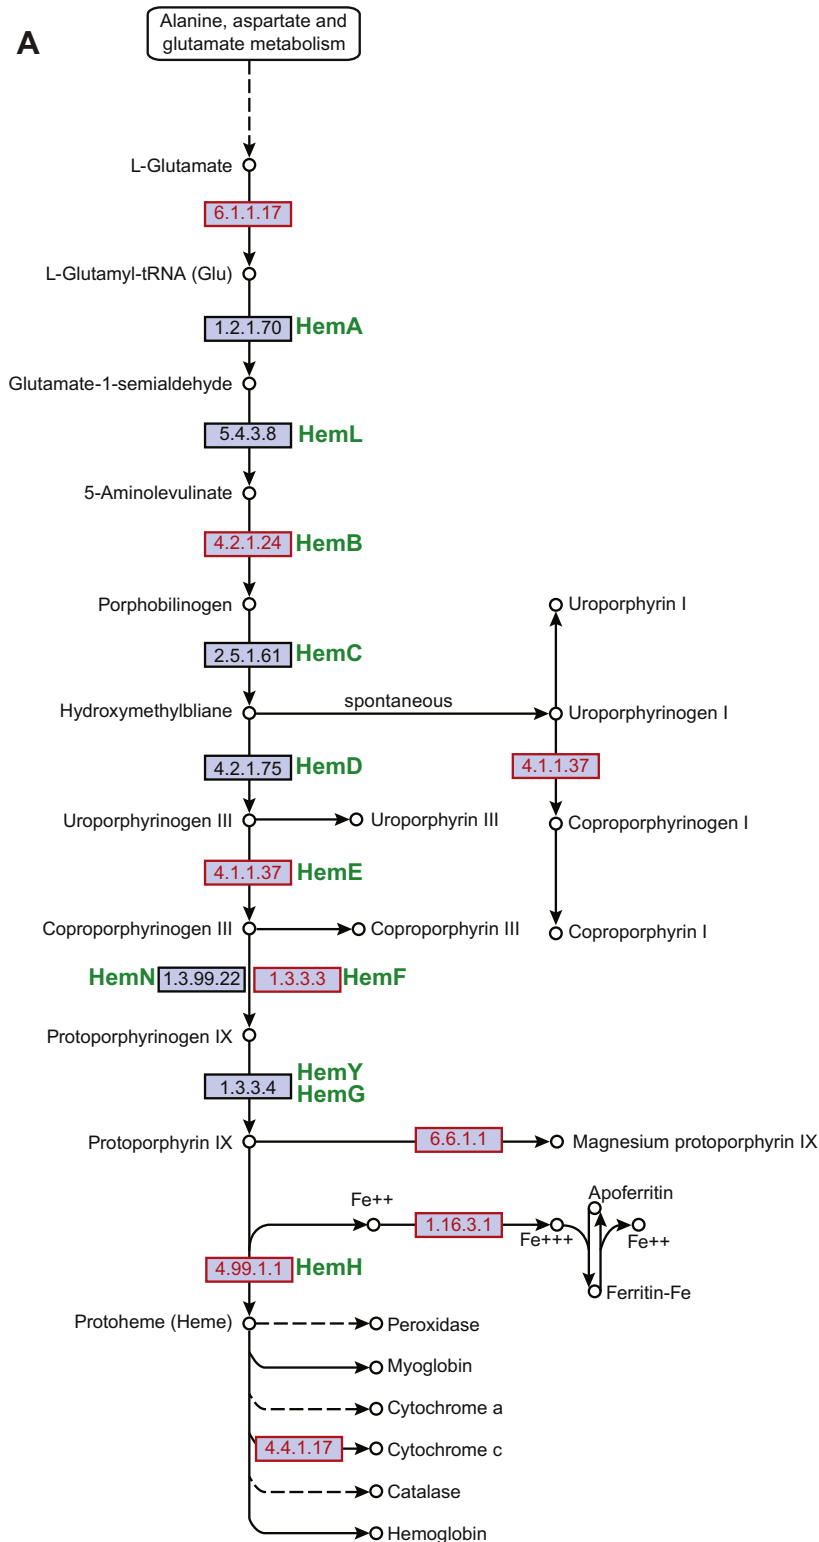 A
Alanine, aspartate and
glutamate metabolism
L-Glutamate
6.1.1.17
L-Glutamyl-tRNA (Glu)
1.2.1.70 HemA
Glutamate-1-semialdehyde
5.4.3.8 HemL
5-Aminolevulinate
4.2.1.24 HemB
Porphobilinogen
Uroporphyrin I
2.5.1.61 HemC
Hydroxymethylbliane
spontaneous
Uroporphyrinogen I
4.2.1.75 HemD
4.1.1.37
Uroporphyrinogen III
Uroporphyrin III
Coproporphyrinogen I
4.1.1.37 HemE
Coproporphyrinogen III
Coproporphyrin III
Coproporphyrin I
HemN 1.3.99.22 1.3.3.3 HemF
Protoporphyrinogen IX
1.3.3.4
HemY
HemG
Protoporphyrin IX
6.6.1.1
Magnesium protoporphyrin IX
Fe++
1.16.3.1
Fe+++
Apoferritin
Fe++
Ferritin-Fe
4.99.1.1 HemH
Protoheme (Heme)
Peroxidase
Myoglobin
Cytochrome a
4.4.1.17
Cytochrome c
Catalase
Hemoglobin